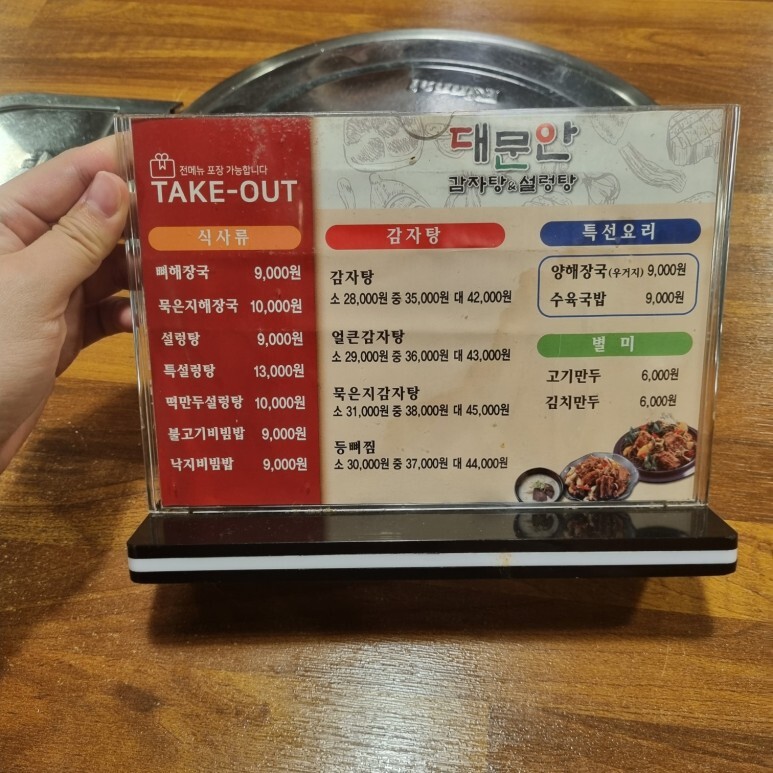 전메뉴 포장 가능합니다
TAKE-OUT
대문안
감자탕&설렁탕
식사류
뼈해장국 9,000원
묵은지해장국 10,000원
설렁탕 9,000원
특설렁탕 13,000원
떡만두설렁탕 10,000원
불고기비빔밥 9,000원
낙지비빔밥 9,000원
감자탕
감자탕
소 28,000원 중 35,000원 대 42,000원
얼큰감자탕
소 29,000원 중 36,000원 대 43,000원
묵은지감자탕
소 31,000원 중 38,000원 대 45,000원
등뼈찜
소 30,000원 중 37,000원 대 44,000원
특선요리
양해장국(우거지) 9,000원
수육국밥 9,000원
별 미
고기만두 6,000원
김치만두 6,000원